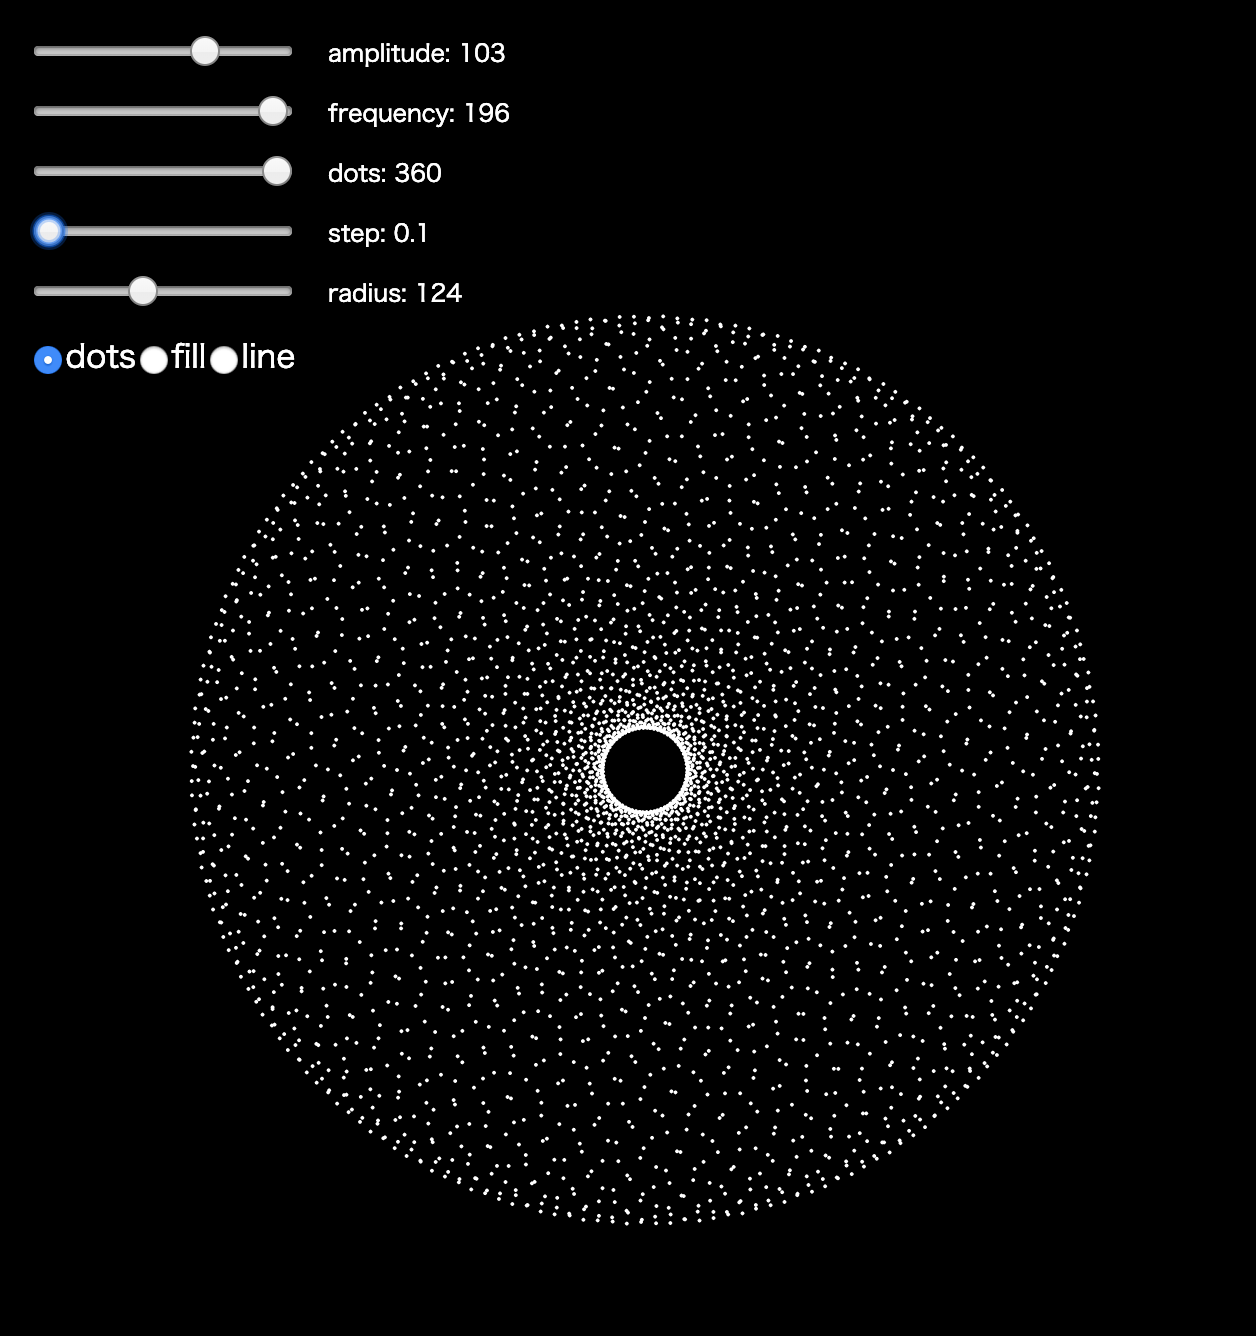 amplitude: 103
frequency: 196
dots: 360
step: 0.1
radius: 124
dots fill line